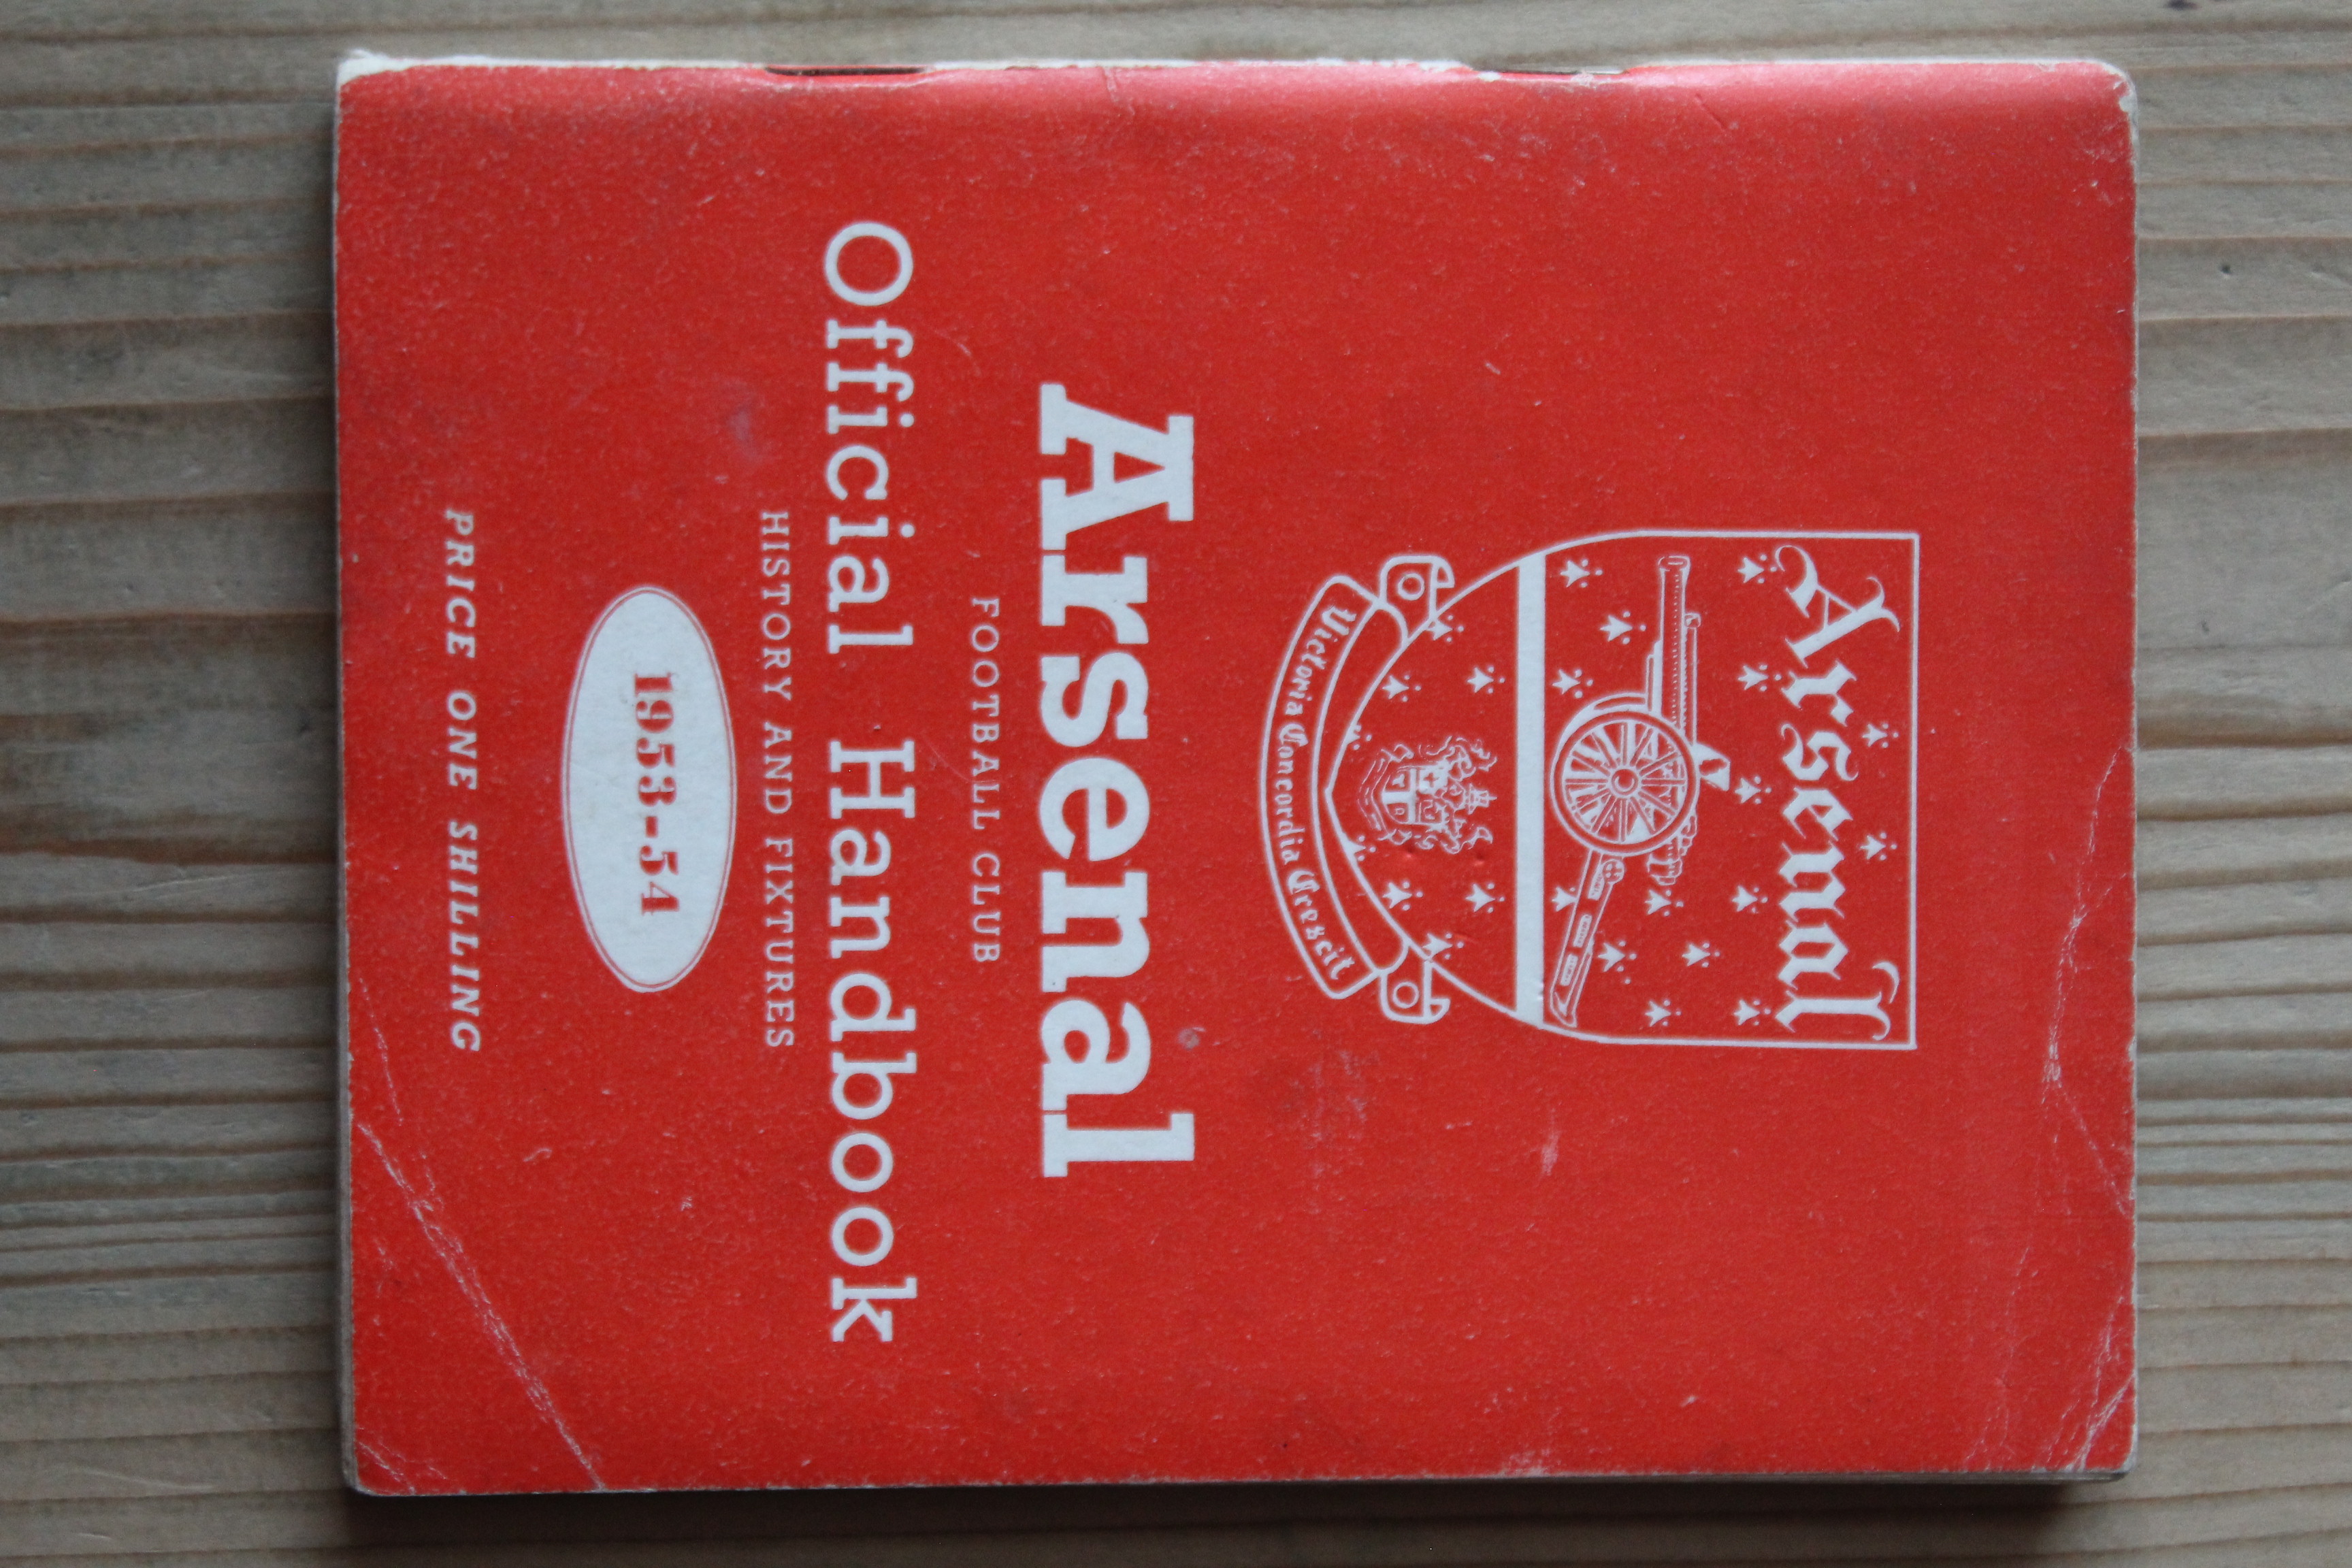 Arsenal
Victoria Concordia Crescit
Arsenal
FOOTBALL CLUB
Official Handbook
HISTORY AND FIXTURES
1953-54
PRICE ONE SHILLING